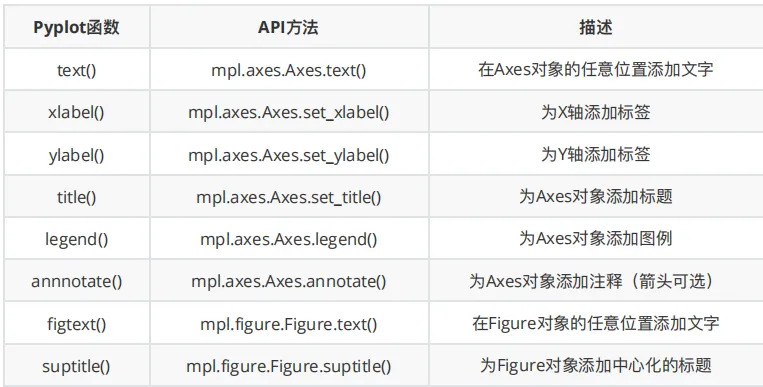 Pyplot函数 API方法 描述
text() mpl.axes.Axes.text() 在Axes对象的任意位置添加文字
xlabel() mpl.axes.Axes.set_xlabel() 为X轴添加标签
ylabel() mpl.axes.Axes.set_ylabel() 为Y轴添加标签
title() mpl.axes.Axes.set_title() 为Axes对象添加标题
legend() mpl.axes.Axes.legend() 为Axes对象添加图例
annnotate() mpl.axes.Axes.annotate() 为Axes对象添加注释（箭头可选）
figtext() mpl.figure.Figure.text() 在Figure对象的任意位置添加文字
suptitle() mpl.figure.Figure.suptitle() 为Figure对象添加中心化的标题